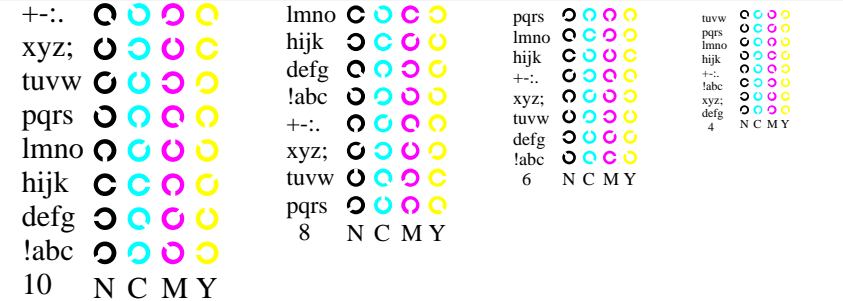 +-:.
xyz;
tuvw
pqrs
lmno
hijk
defg
!abc
10 N C M Y
lmno
hijk
defg
!abc
+-:.
xyz;
tuvw
pqrs
8 N C M Y
pqrs
lmno
hijk
+-:.
xyz;
tuvw
defg
!abc
6 N C M Y
tuvw
pqrs
lmno
hijk
+-:.
!abc
xyz;
defg
4 N C M Y